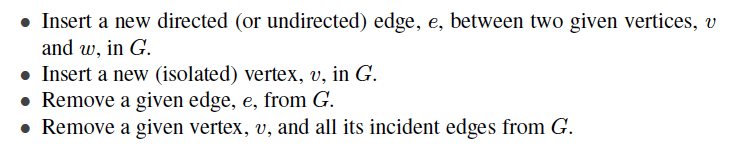 • Insert a new directed (or undirected) edge, e, between two given vertices, v
and w, in G.
• Insert a new (isolated) vertex, v, in G.
• Remove a given edge, e, from G.
• Remove a given vertex, v, and all its incident edges from G.